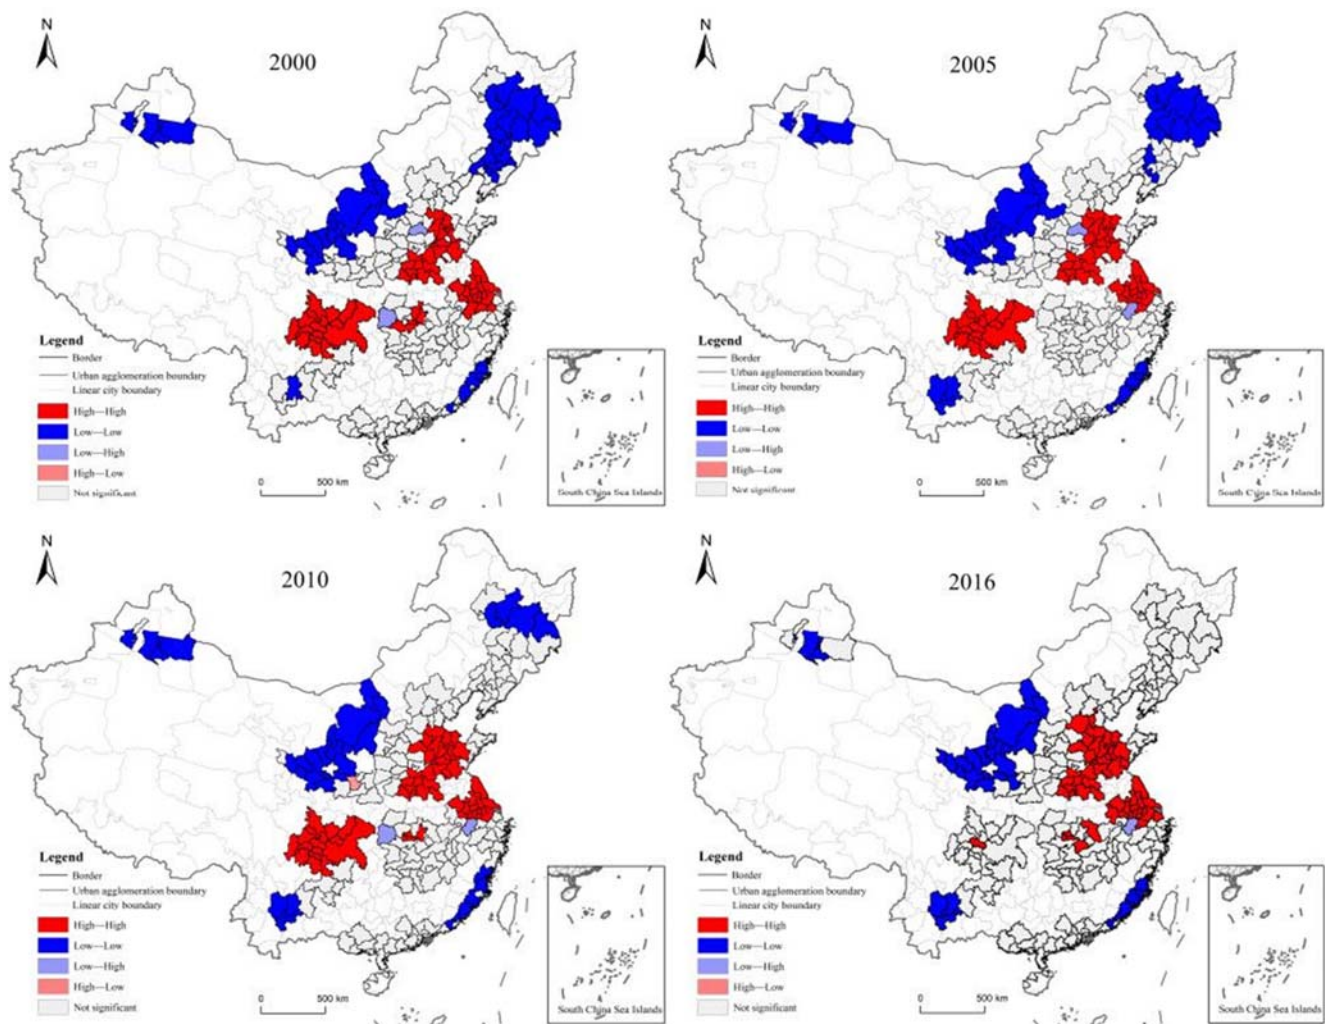 N
2000
Legend
Border
Urban agglomeration boundary
Linear city boundary
High—High
Low—Low
Low—High
High—Low
Not significant
0 500 km
South China Sea Islands
N
2005
Legend
Border
Urban agglomeration boundary
Linear city boundary
High—High
Low—Low
Low—High
High—Low
Not significant
0 500 km
South China Sea Islands
N
2010
Legend
Border
Urban agglomeration boundary
Linear city boundary
High—High
Low—Low
Low—High
High—Low
Not significant
0 500 km
South China Sea Islands
N
2016
Legend
Border
Urban agglomeration boundary
Linear city boundary
High—High
Low—Low
Low—High
High—Low
Not significant
0 500 km
South China Sea Islands